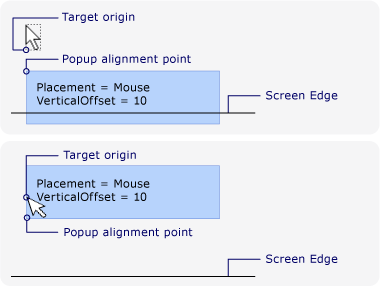 Target origin
Popup alignment point
Placement = Mouse
VerticalOffset = 10
Screen Edge
Target origin
Placement = Mouse
VerticalOffset = 10
Popup alignment point
Screen Edge